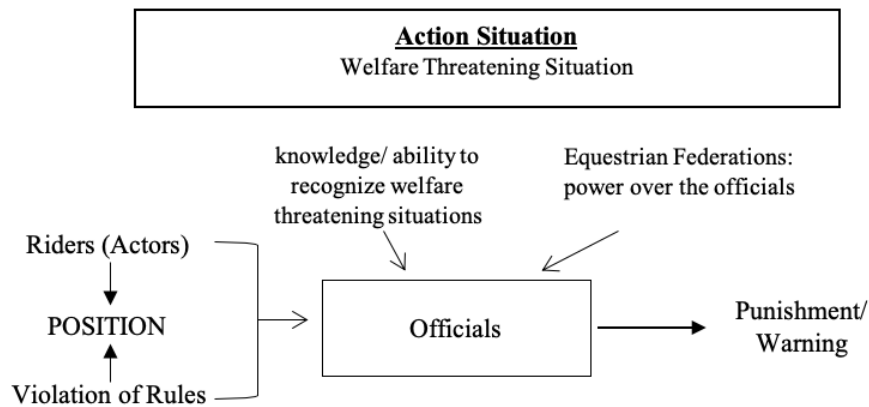 Action Situation
Welfare Threatening Situation
knowledge/ ability to
recognize welfare
threatening situations
Equestrian Federations:
power over the officials
Riders (Actors)
POSITION
Violation of Rules
Officials
Punishment/
Warning